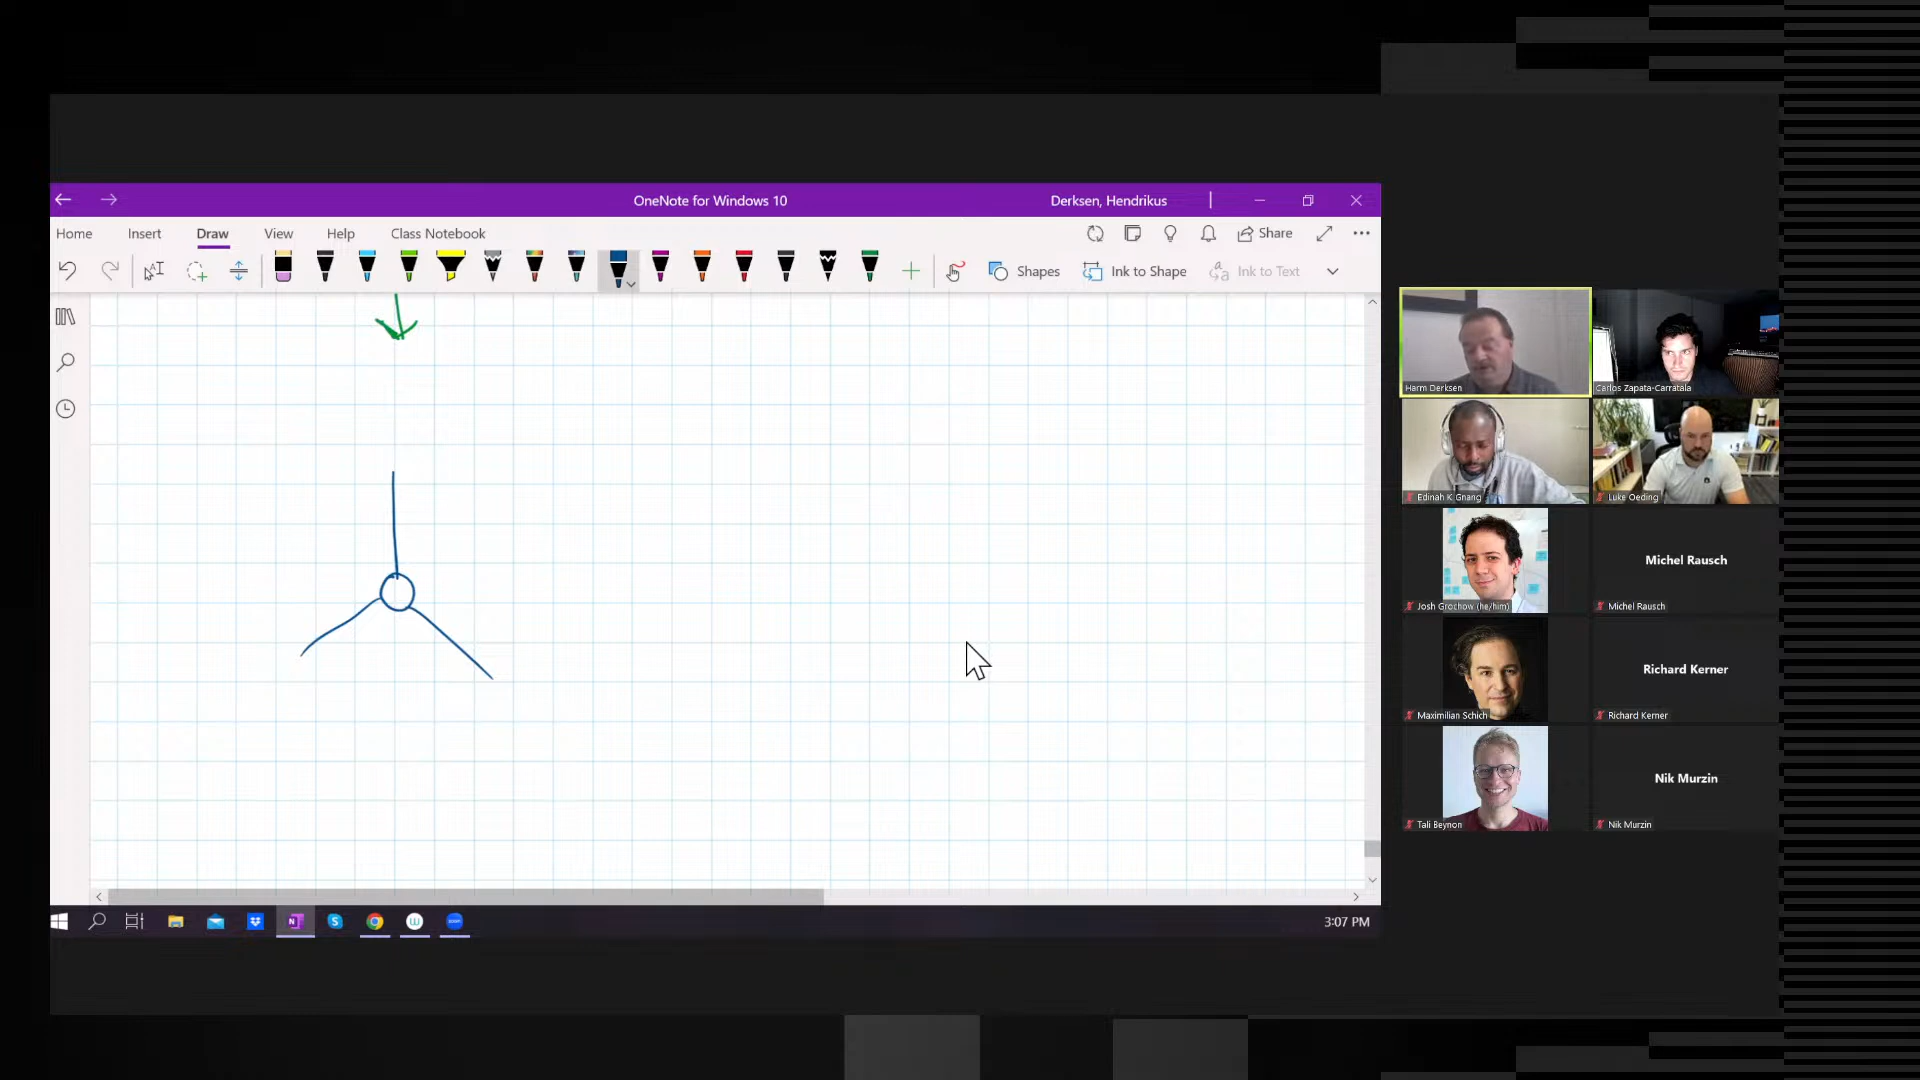 OneNote for Windows 10
Derksen, Hendrikus
Home Insert Draw View Help Class Notebook
Share
Shapes Ink to Shape Ink to Text
Harm Derksen
Carlos Zapata-Carratala
Edinah K. Gnang
Luke Oeding
Josh Grochow (he/him)
Michel Rausch
Michel Rausch
Maximilian Schich
Richard Kerner
Richard Kerner
Tali Beynon
Nik Murzin
Nik Murzin
3:07 PM